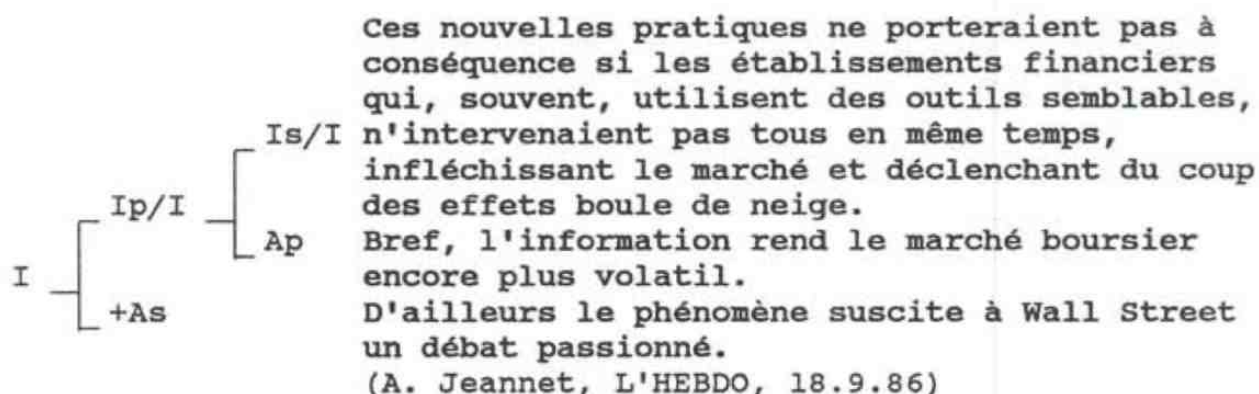 Ces nouvelles pratiques ne porteraient pas à
conséquence si les établissements financiers
qui, souvent, utilisent des outils semblables,
Is/I n'intervenaient pas tous en même temps,
infléchissant le marché et déclenchant du coup
Ip/I des effets boule de neige.
Ap Bref, l'information rend le marché boursier
I encore plus volatil.
+As D'ailleurs le phénomène suscite à Wall Street
un débat passionné.
(A. Jeannet, L'HEBDO, 18.9.86)